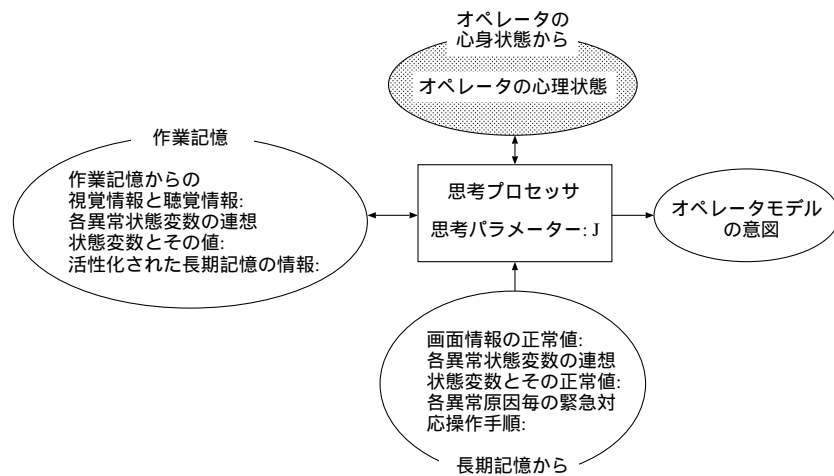 オペレータの
心身状態から
オペレータの心理状態
作業記憶
作業記憶からの
視覚情報と聴覚情報:
各異常状態変数の連想
状態変数とその値:
活性化された長期記憶の情報:
思考プロセッサ
思考パラメーター: J
オペレータモデル
の意図
画面情報の正常値:
各異常状態変数の連想
状態変数とその正常値:
各異常原因毎の緊急対
応操作手順:
長期記憶から